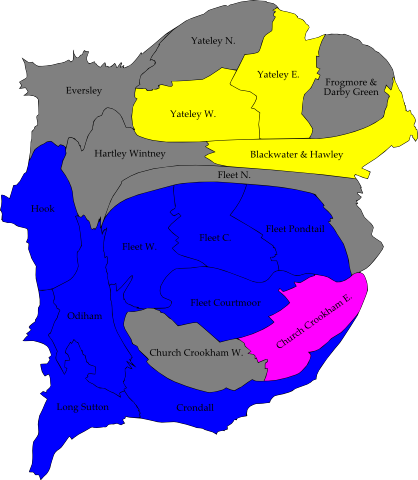 Yateley N.
Yateley E.
Frogmore &
Darby Green
Eversley
Yateley W.
Hartley Wintney
Blackwater & Hawley
Fleet N.
Hook
Fleet W.
Fleet C.
Fleet Pondtail
Fleet Courtmoor
Odiham
Church Crookham E.
Church Crookham W.
Long Sutton
Crondall